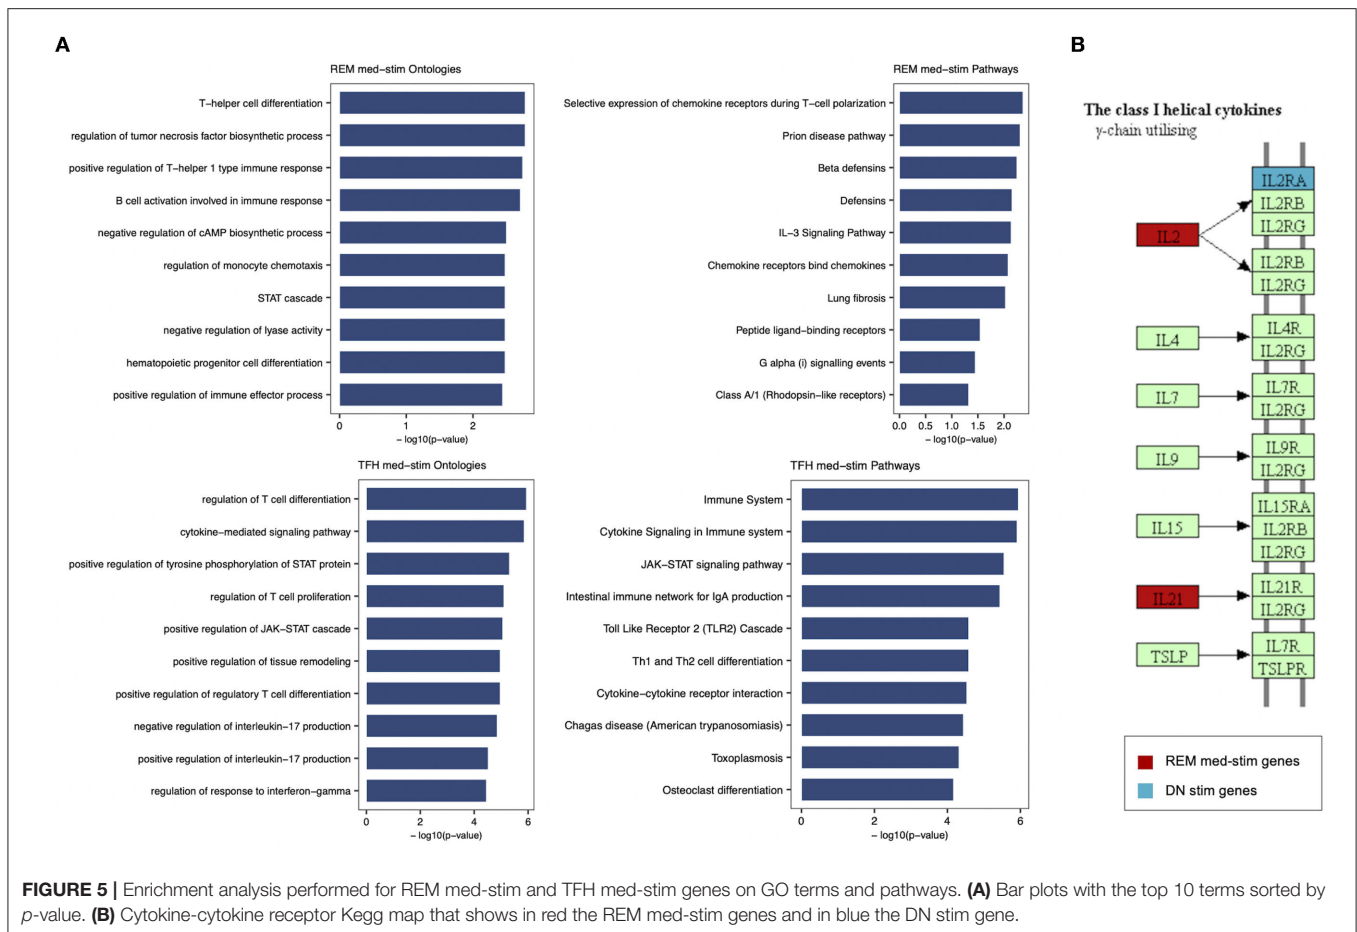 A
REM med−stim Ontologies
T−helper cell differentiation
regulation of tumor necrosis factor biosynthetic process
positive regulation of T−helper 1 type immune response
B cell activation involved in immune response
negative regulation of cAMP biosynthetic process
regulation of monocyte chemotaxis
STAT cascade
negative regulation of lyase activity
hematopoietic progenitor cell differentiation
positive regulation of immune effector process
0 1 2
− log10(p−value)
REM med−stim Pathways
Selective expression of chemokine receptors during T−cell polarization
Prion disease pathway
Beta defensins
Defensins
IL−3 Signaling Pathway
Chemokine receptors bind chemokines
Lung fibrosis
Peptide ligand−binding receptors
G alpha (i) signalling events
Class A/1 (Rhodopsin−like receptors)
0.0 0.5 1.0 1.5 2.0
− log10(p−value)
TFH med−stim Ontologies
regulation of T cell differentiation
cytokine−mediated signaling pathway
positive regulation of tyrosine phosphorylation of STAT protein
regulation of T cell proliferation
positive regulation of JAK−STAT cascade
positive regulation of tissue remodeling
positive regulation of regulatory T cell differentiation
negative regulation of interleukin−17 production
positive regulation of interleukin−17 production
regulation of response to interferon−gamma
0 2 4 6
− log10(p−value)
TFH med−stim Pathways
Immune System
Cytokine Signaling in Immune system
JAK−STAT signaling pathway
Intestinal immune network for IgA production
Toll Like Receptor 2 (TLR2) Cascade
Th1 and Th2 cell differentiation
Cytokine−cytokine receptor interaction
Chagas disease (American trypanosomiasis)
Toxoplasmosis
Osteoclast differentiation
0 2 4 6
− log10(p−value)
B
The class I helical cytokines
γ-chain utilising
IL2RA
IL2RB
IL2 IL2RG
IL2RB
IL2RG
IL4 IL4R
IL2RG
IL7 IL7R
IL2RG
IL9 IL9R
IL2RG
IL15RA
IL15 IL2RB
IL2RG
IL21 IL21R
IL2RG
TSLP IL7R
TSLPR
REM med−stim genes
DN stim genes
FIGURE 5 | Enrichment analysis performed for REM med-stim and TFH med-stim genes on GO terms and pathways. (A) Bar plots with the top 10 terms sorted by
p-value. (B) Cytokine-cytokine receptor Kegg map that shows in red the REM med-stim genes and in blue the DN stim gene.